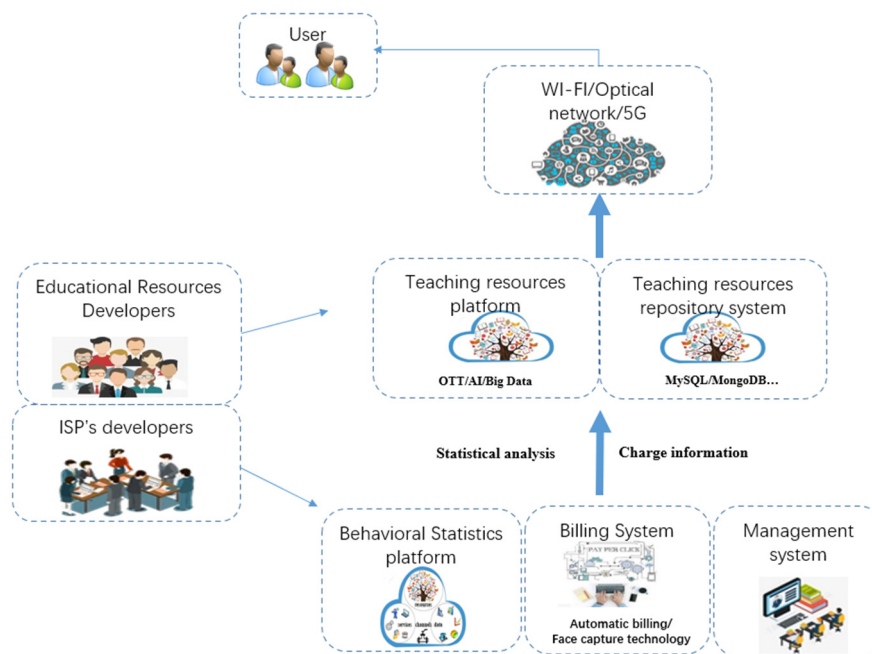 User
WI-FI/Optical
network/5G
Educational Resources
Developers
Teaching resources
platform
OTT/AI/Big Data
Teaching resources
repository system
MySQL/MongoDB...
ISP's developers
Statistical analysis
Charge information
Behavioral Statistics
platform
Billing System
PAY PER CLICK
Automatic billing/
Face capture technology
Management
system